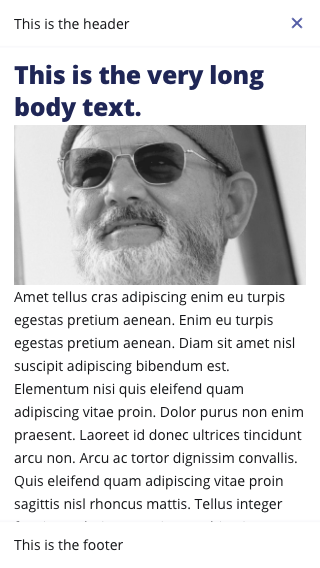 This is the header
This is the very long
body text.
Amet tellus cras adipiscing enim eu turpis
egestas pretium aenean. Enim eu turpis
egestas pretium aenean. Diam sit amet nisl
suscipit adipiscing bibendum est.
Elementum nisi quis eleifend quam
adipiscing vitae proin. Dolor purus non enim
praesent. Laoreet id donec ultrices tincidunt
arcu non. Arcu ac tortor dignissim convallis.
Quis eleifend quam adipiscing vitae proin
sagittis nisl rhoncus mattis. Tellus integer
This is the footer